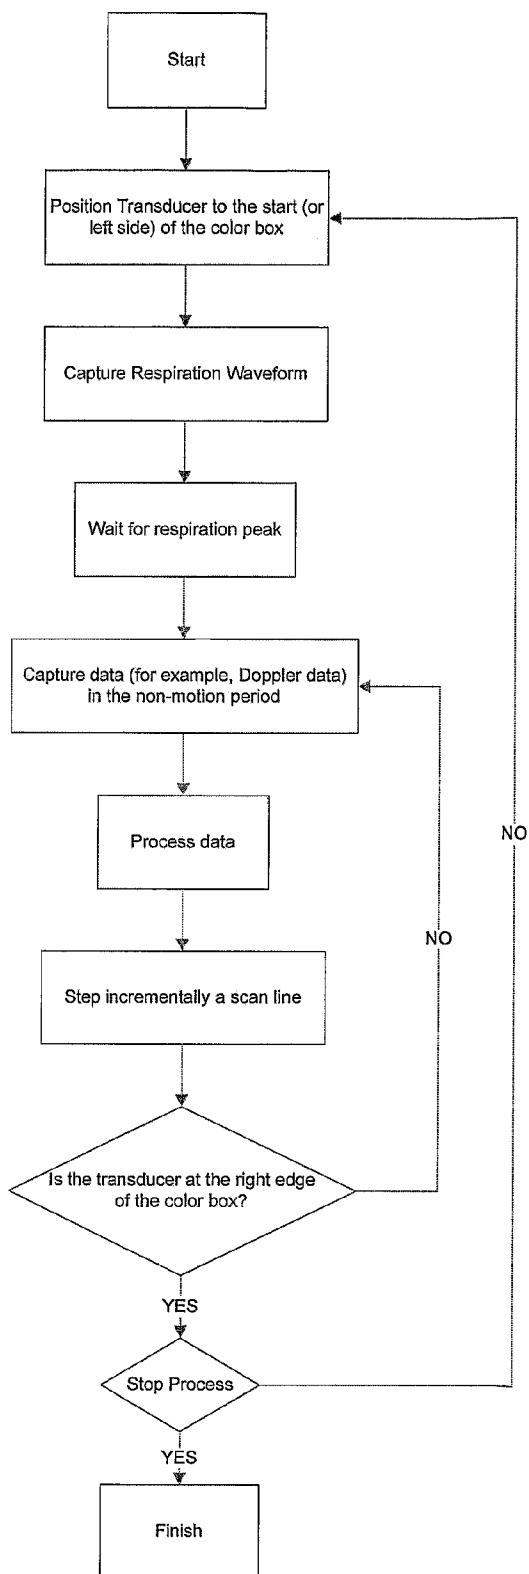 Start
Position Transducer to the start (or
left side) of the color box
Capture Respiration Waveform
Wait for respiration peak
Capture data (for example, Doppler data)
in the non-motion period
Process data
NO
NO
Step incrementally a scan line
Is the transducer at the right edge
of the color box?
YES
Stop Process
YES
Finish